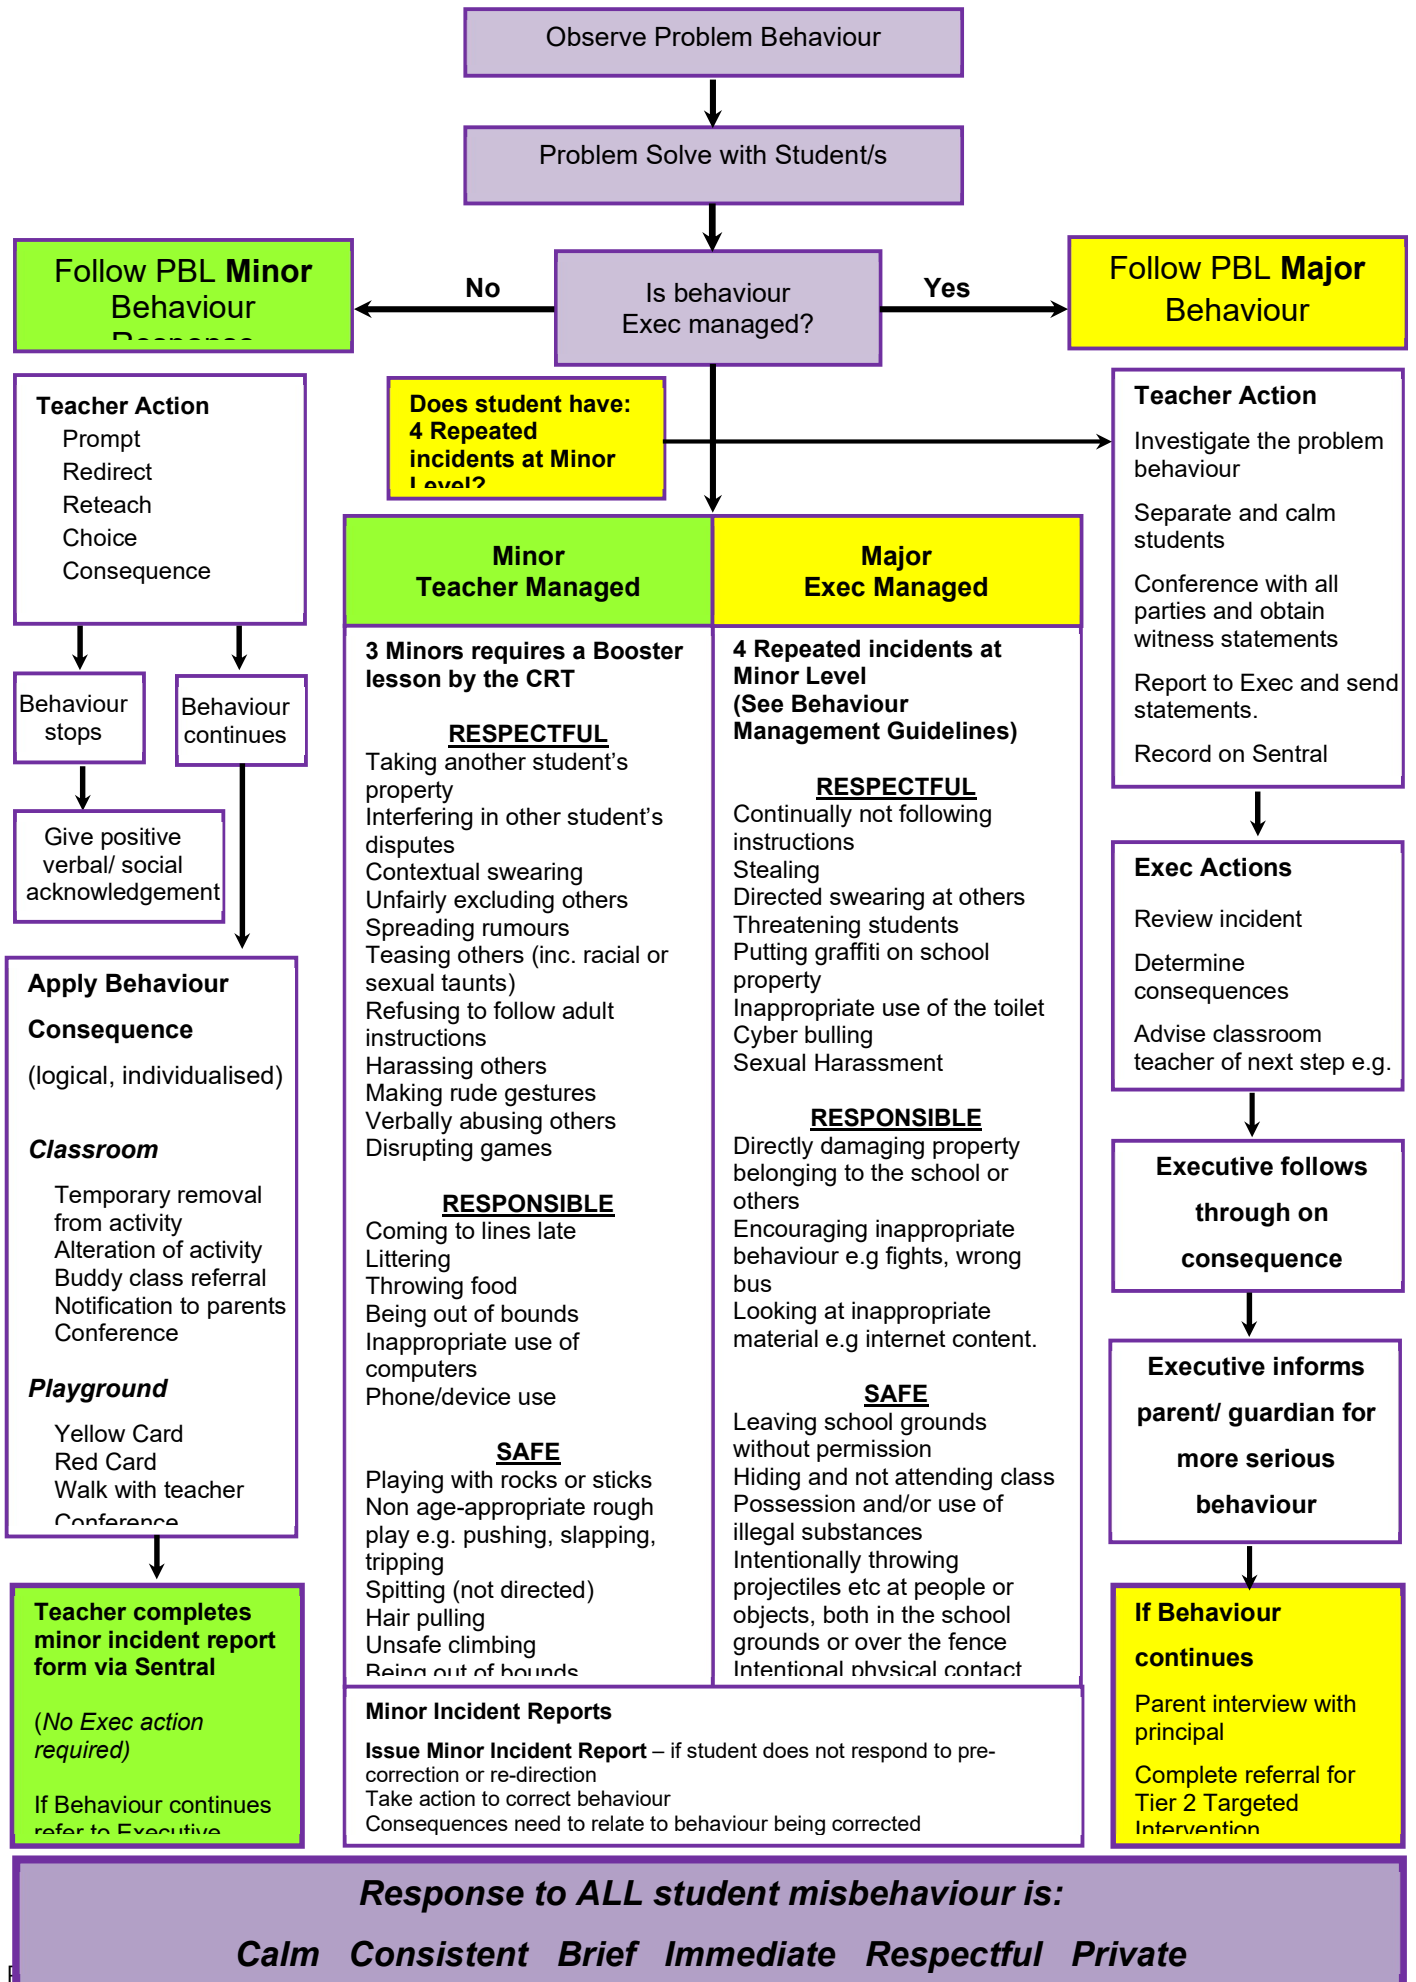 Observe Problem Behaviour
Problem Solve with Student/s
Is behaviour
Exec managed?
No
Yes
Follow PBL Minor
Behaviour
Response
Follow PBL Major
Behaviour
Teacher Action
Prompt
Redirect
Reteach
Choice
Consequence
Behaviour
stops
Behaviour
continues
Give positive
verbal/ social
acknowledgement
Apply Behaviour
Consequence
(logical, individualised)
Classroom
Temporary removal
from activity
Alteration of activity
Buddy class referral
Notification to parents
Conference
Playground
Yellow Card
Red Card
Walk with teacher
Conference
Teacher completes
minor incident report
form via Sentral
(No Exec action
required)
If Behaviour continues
refer to Executive
Does student have:
4 Repeated
incidents at Minor
Level?
Minor
Teacher Managed
3 Minors requires a Booster
lesson by the CRT
RESPECTFUL
Taking another student’s
property
Interfering in other student’s
disputes
Contextual swearing
Unfairly excluding others
Spreading rumours
Teasing others (inc. racial or
sexual taunts)
Refusing to follow adult
instructions
Harassing others
Making rude gestures
Verbally abusing others
Disrupting games
RESPONSIBLE
Coming to lines late
Littering
Throwing food
Being out of bounds
Inappropriate use of
computers
Phone/device use
SAFE
Playing with rocks or sticks
Non age-appropriate rough
play e.g. pushing, slapping,
tripping
Spitting (not directed)
Hair pulling
Unsafe climbing
Being out of bounds
Major
Exec Managed
4 Repeated incidents at
Minor Level
(See Behaviour
Management Guidelines)
RESPECTFUL
Continually not following
instructions
Stealing
Directed swearing at others
Threatening students
Putting graffiti on school
property
Inappropriate use of the toilet
Cyber bulling
Sexual Harassment
RESPONSIBLE
Directly damaging property
belonging to the school or
others
Encouraging inappropriate
behaviour e.g fights, wrong
bus
Looking at inappropriate
material e.g internet content.
SAFE
Leaving school grounds
without permission
Hiding and not attending class
Possession and/or use of
illegal substances
Intentionally throwing
projectiles etc at people or
objects, both in the school
grounds or over the fence
Intentional physical contact
Minor Incident Reports
Issue Minor Incident Report – if student does not respond to pre-
correction or re-direction
Take action to correct behaviour
Consequences need to relate to behaviour being corrected
Teacher Action
Investigate the problem
behaviour
Separate and calm
students
Conference with all
parties and obtain
witness statements
Report to Exec and send
statements.
Record on Sentral
Exec Actions
Review incident
Determine
consequences
Advise classroom
teacher of next step e.g.
Executive follows
through on
consequence
Executive informs
parent/ guardian for
more serious
behaviour
If Behaviour
continues
Parent interview with
principal
Complete referral for
Tier 2 Targeted
Intervention
Response to ALL student misbehaviour is:
Calm Consistent Brief Immediate Respectful Private